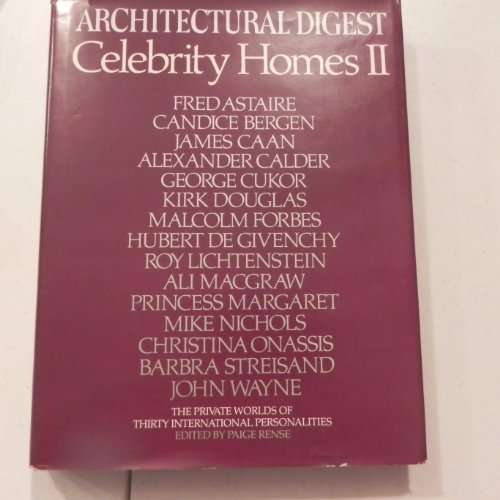 ARCHITECTURAL DIGEST
Celebrity Homes II
FRED ASTAIRE
CANDICE BERGEN
JAMES CAAN
ALEXANDER CALDER
GEORGE CUKOR
KIRK DOUGLAS
MALCOLM FORBES
HUBERT DE GIVENCHY
ROY LICHTENSTEIN
ALI MACGRAW
PRINCESS MARGARET
MIKE NICHOLS
CHRISTINA ONASSIS
BARBRA STREISAND
JOHN WAYNE
THE PRIVATE WORLDS OF
THIRTY INTERNATIONAL PERSONALITIES
EDITED BY PAIGE RENSE